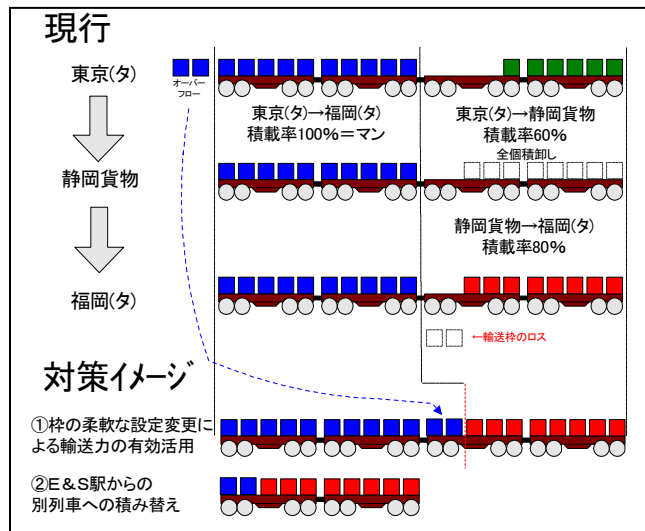 現行
東京(タ)
オーバー
フロー
東京(タ)→福岡(タ)
積載率100%=マン
東京(タ)→静岡貨物
積載率60%
全個積卸し
静岡貨物
静岡貨物→福岡(タ)
積載率80%
福岡(タ)
←輸送枠のロス
対策イメージ
①枠の柔軟な設定変更に
よる輸送力の有効活用
②E&S駅からの
別列車への積み替え